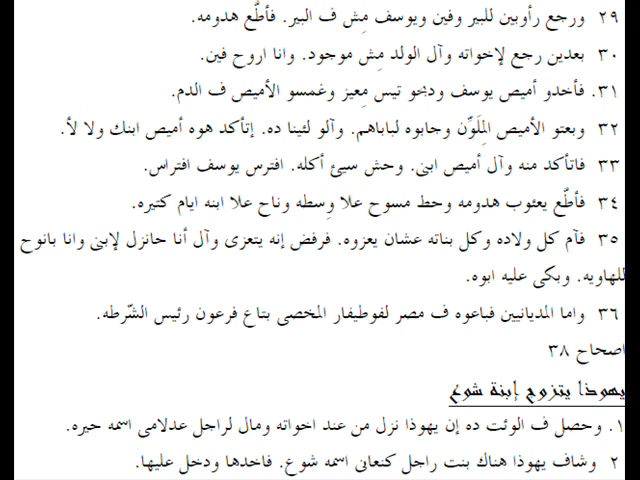 ٢٩ ورجع رأوبين للبير وفين ويوسف مِش ف البير. فأطَّع هدومه.
٣٠ بعدين رجع لإخواته وآل الولد مِش موجود. وانا اروح فين.
٣١. فأخدو أميص يوسف ودبحو تيس مِعيز وغمسو الأميص ف الدم.
٣٢ وبعتو الأميص المِلَوِّن وجابوه لباباهم. وآلو لئينا ده. إتأكد هوه أميص ابنك ولا لأ.
٣٣ فاتأكد منه وآل أميص ابنى. وحش سيئ أكله. افترس يوسف افتراس.
٣٤ فأطَّع يعئوب هدومه وحط مسوح علا وِسطه وناح علا ابنه ايام كتيره.
٣٥ فآم كل ولاده وكل بناته عشان يعزوه. فرفض إنه يتعزى وآل أنا حانزل لإبنى وانا بانوح
للهاويه. وبكى عليه ابوه.
٣٦ واما المديانيين فباعوه ف مصر لفوطيفار المخصى بتاع فرعون رئيس الشّرطه.
اصحاح ٣٨
يهوذا يتزوج إبنة شوع
١. وحصل ف الوئت ده إن يهوذا نزل من عند اخواته ومال لراجل عدلامى اسمه حيره.
٢ وشاف يهوذا هناك بنت راجل كنعانى اسمه شوع. فاخدها ودخل عليها.